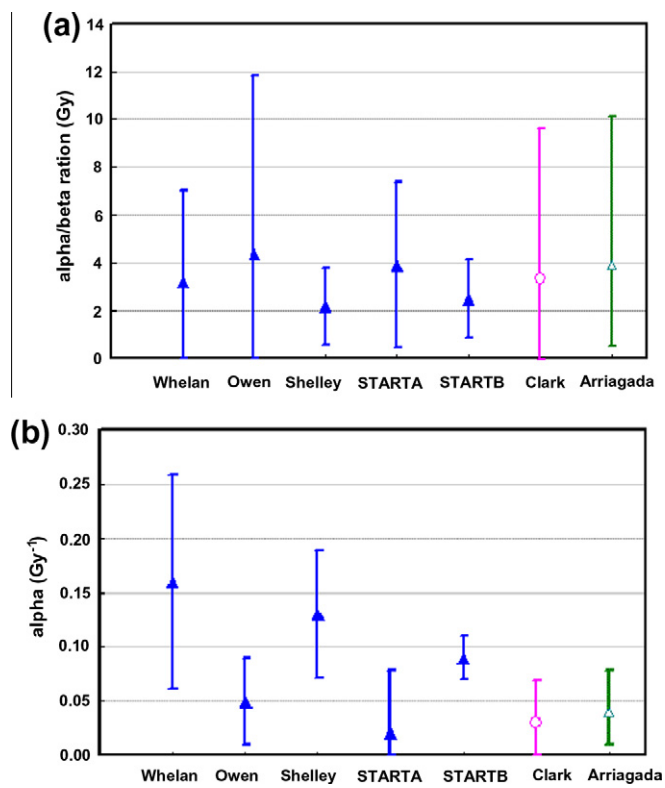 (a)
alpha/beta ration (Gy)
14
12
10
8
6
4
2
0
Whelan Owen Shelley STARTA STARTB Clark Arriagada
(b)
alpha (Gy⁻¹)
0.30
0.25
0.20
0.15
0.10
0.05
0.00
Whelan Owen Shelley STARTA STARTB Clark Arriagada